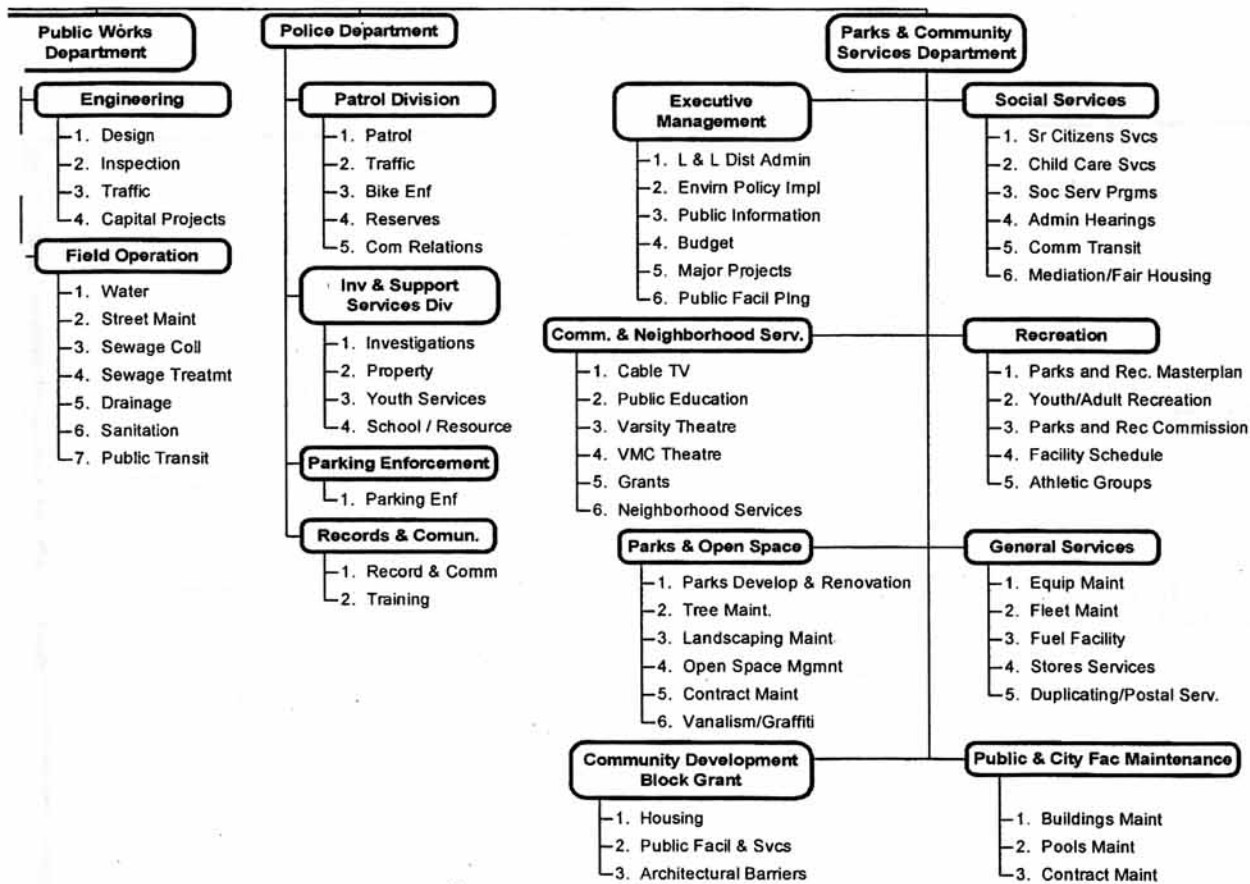 Public Works
Department
Engineering
1. Design
2. Inspection
3. Traffic
4. Capital Projects
Field Operation
1. Water
2. Street Maint
3. Sewage Coll
4. Sewage Treatmt
5. Drainage
6. Sanitation
7. Public Transit
Police Department
Patrol Division
1. Patrol
2. Traffic
3. Bike Enf
4. Reserves
5. Com Relations
Inv & Support
Services Div
1. Investigations
2. Property
3. Youth Services
4. School / Resource
Parking Enforcement
1. Parking Enf
Records & Comun.
1. Record & Comm
2. Training
Parks & Community
Services Department
Executive
Management
1. L & L Dist Admin
2. Envirn Policy Impl
3. Public Information
4. Budget
5. Major Projects
6. Public Facil Plng
Social Services
1. Sr Citizens Svcs
2. Child Care Svcs
3. Soc Serv Prgms
4. Admin Hearings
5. Comm Transit
6. Mediation/Fair Housing
Comm. & Neighborhood Serv.
1. Cable TV
2. Public Education
3. Varsity Theatre
4. VMC Theatre
5. Grants
6. Neighborhood Services
Recreation
1. Parks and Rec. Masterplan
2. Youth/Adult Recreation
3. Parks and Rec Commission
4. Facility Schedule
5. Athletic Groups
Parks & Open Space
1. Parks Develop & Renovation
2. Tree Maint.
3. Landscaping Maint
4. Open Space Mgmnt
5. Contract Maint
6. Vanalism/Graffiti
General Services
1. Equip Maint
2. Fleet Maint
3. Fuel Facility
4. Stores Services
5. Duplicating/Postal Serv.
Community Development
Block Grant
1. Housing
2. Public Facil & Svcs
3. Architectural Barriers
Public & City Fac Maintenance
1. Buildings Maint
2. Pools Maint
3. Contract Maint